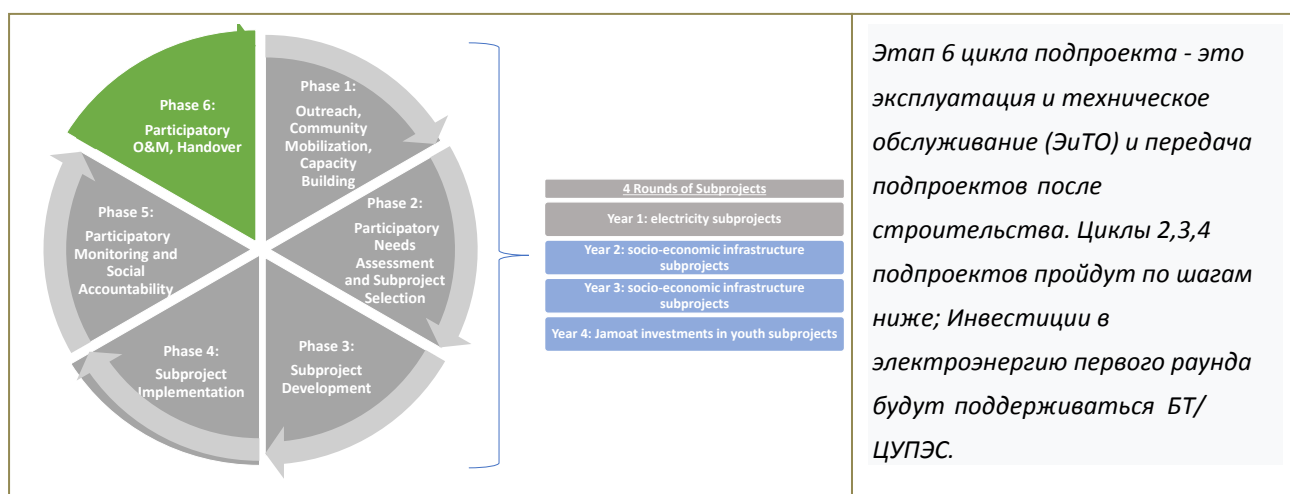 Phase 1:
Outreach,
Community
Mobilization,
Capacity
Building
Phase 2:
Participatory
Needs
Assessment
and Subproject
Selection
Phase 3:
Subproject
Development
Phase 4:
Subproject
Implementation
Phase 5:
Participatory
Monitoring and
Social
Accountability
Phase 6:
Participatory
O&M, Handover
4 Rounds of Subprojects
Year 1: electricity subprojects
Year 2: socio-economic infrastructure
subprojects
Year 3: socio-economic infrastructure
subprojects
Year 4: Jamoat investments in youth subprojects
Этап 6 цикла подпроекта - это
эксплуатация и техническое
обслуживание (ЭиТО) и передача
подпроектов после
строительства. Циклы 2,3,4
подпроектов пройдут по шагам
ниже; Инвестиции в
электроэнергию первого раунда
будут поддерживаться БТ/
ЦУПЭС.